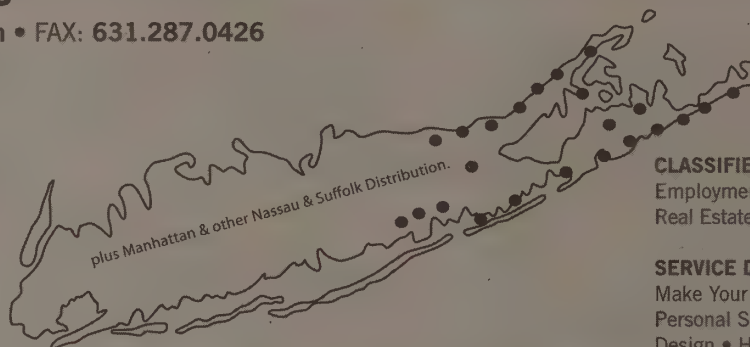 • FAX: 631.287.0426
plus Manhattan & other Nassau & Suffolk Distribution.
CLASSIFIE
Employme
Real Estate
SERVICE D
Make Your
Personal S
Design • H